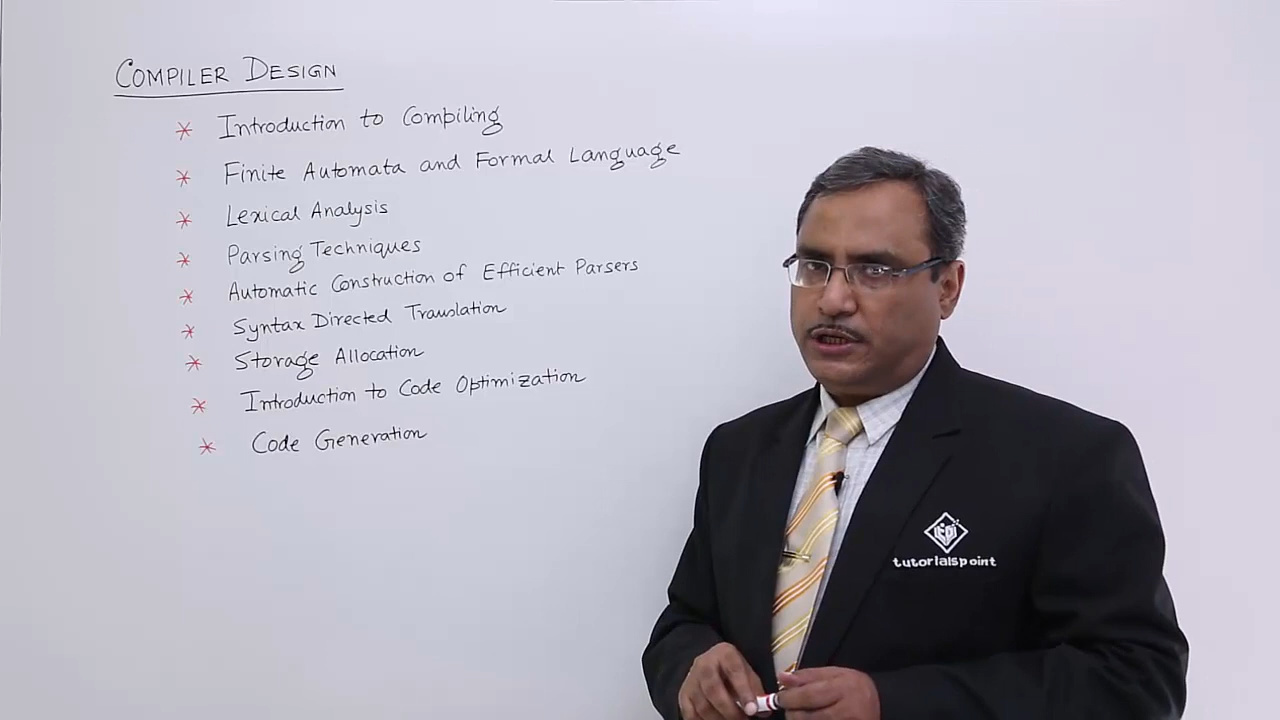 COMPILER DESIGN
* Introduction to Compiling
* Finite Automata and Formal Language
* Lexical Analysis
* Parsing Techniques
* Automatic Construction of Efficient Parsers
* Syntax Directed Translation
* Storage Allocation
* Introduction to Code Optimization
* Code Generation
tutorialspoint